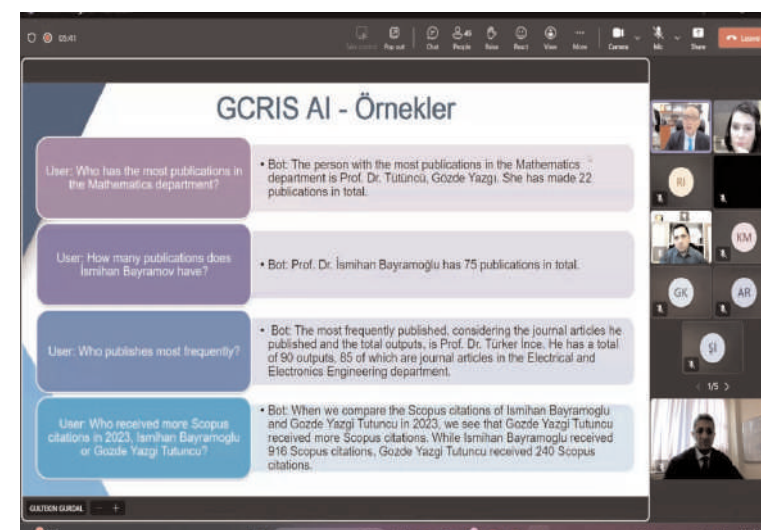 05:41
Take control
Pop out
Chat
45
People
Raise
React
View
More
Camera
Mic
Share
Leave
GCRIS AI - Örnekler
User: Who has the most publications in
the Mathematics department?
• Bot: The person with the most publications in the Mathematics
department is Prof. Dr. Tütüncü, Gözde Yazgı. She has made 22
publications in total.
User: How many publications does
İsmihan Bayramov have?
• Bot: Prof. Dr. İsmihan Bayramoğlu has 75 publications in total.
User: Who publishes most frequently?
• Bot: The most frequently published, considering the journal articles he
published and the total outputs, is Prof. Dr. Türker İnce. He has a total
of 90 outputs, 85 of which are journal articles in the Electrical and
Electronics Engineering department.
User: Who received more Scopus
citations in 2023, Ismihan Bayramoglu
or Gozde Yazgi Tutuncu?
• Bot: When we compare the Scopus citations of Ismihan Bayramoglu
and Gozde Yazgi Tutuncu in 2023, we see that Gozde Yazgi Tutuncu
received more Scopus citations. While Ismihan Bayramoglu received
916 Scopus citations, Gozde Yazgi Tutuncu received 240 Scopus
citations.
RI
KM
GK
AR
SI
1/5
GULTEKIN GURDAL